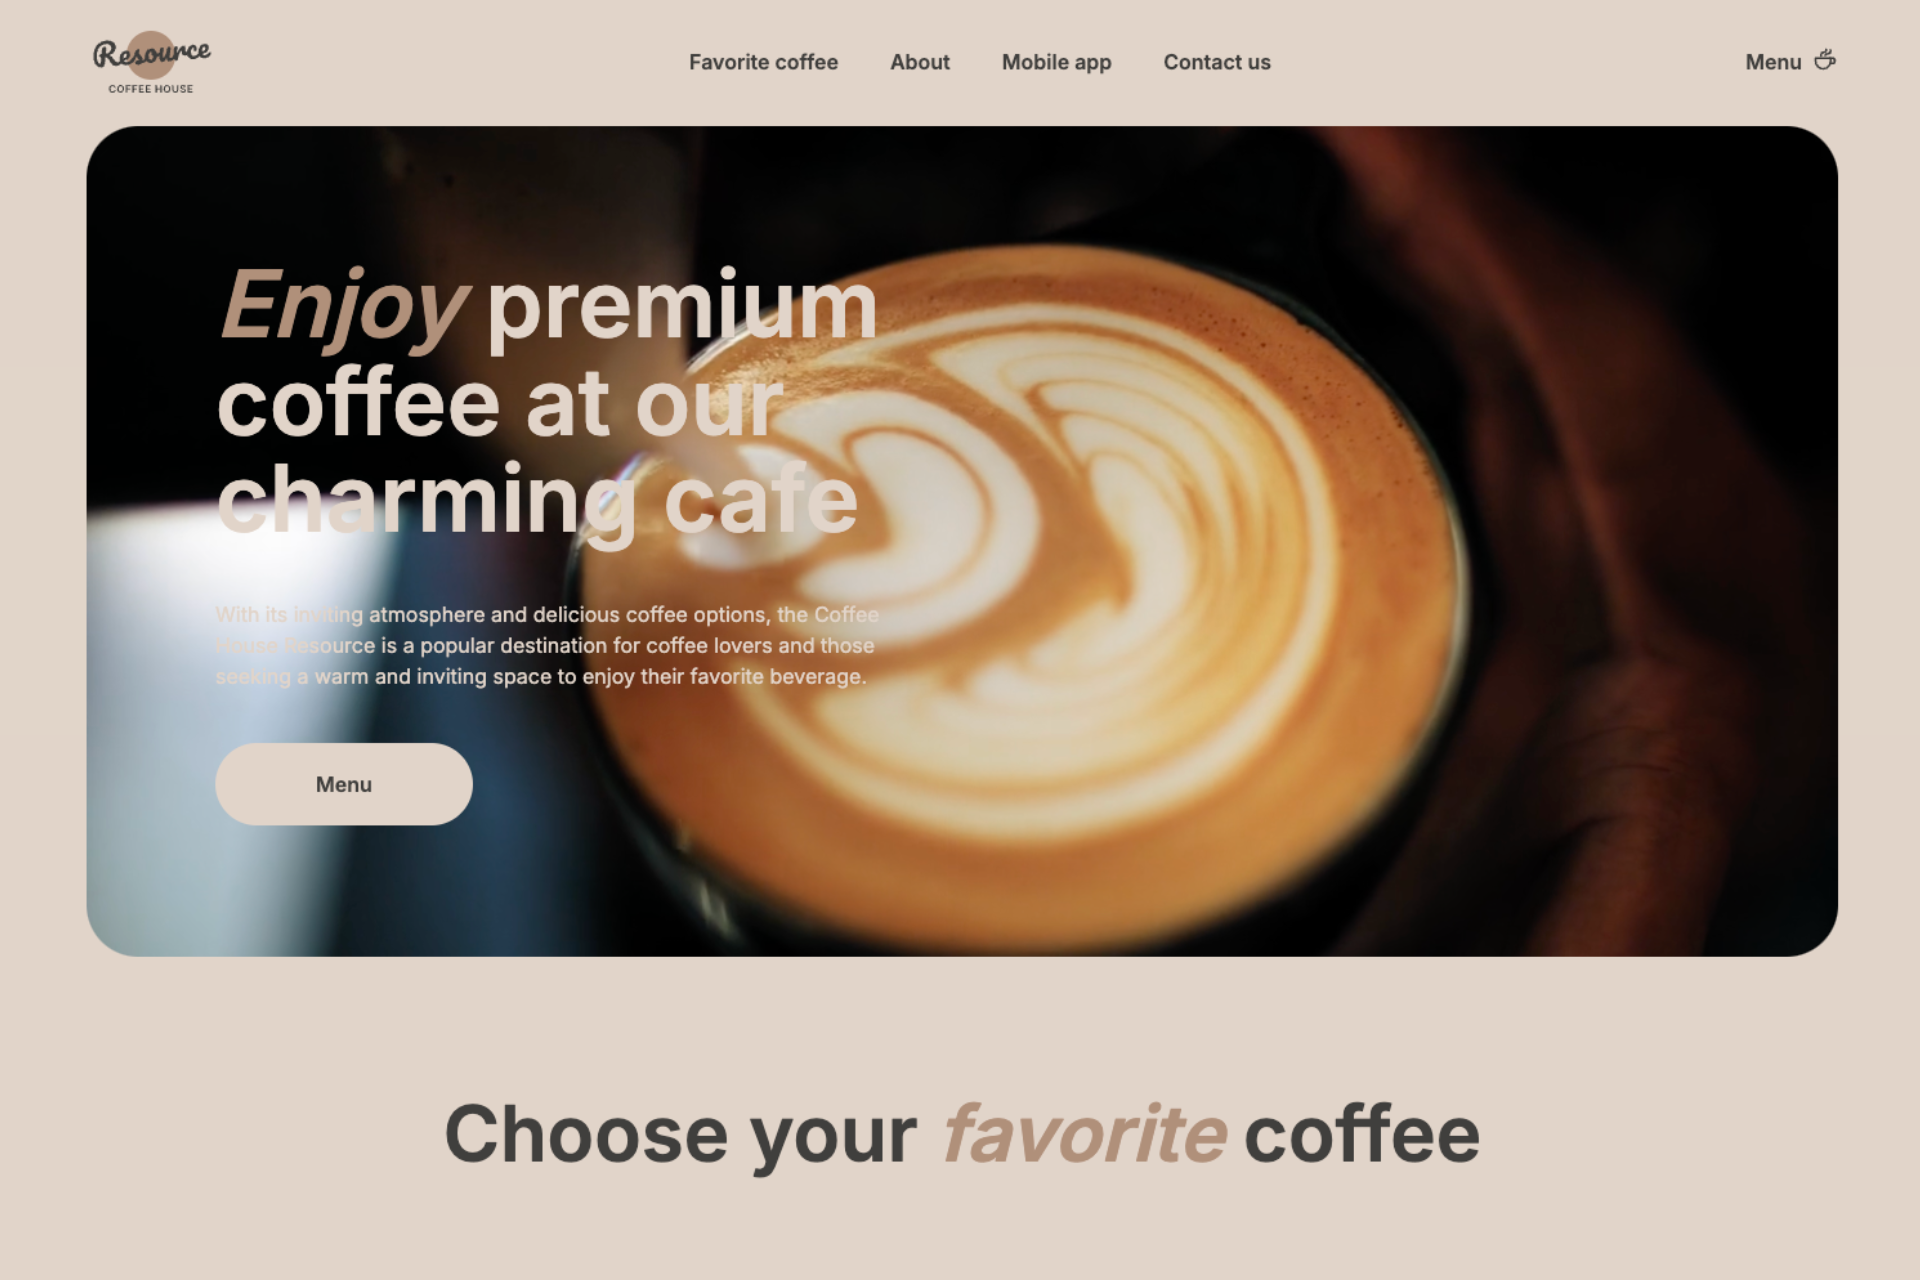 Resource
COFFEE HOUSE
Favorite coffee
About
Mobile app
Contact us
Menu
Enjoy premium
coffee at our
charming cafe
With its inviting atmosphere and delicious coffee options, the Coffee
House Resource is a popular destination for coffee lovers and those
seeking a warm and inviting space to enjoy their favorite beverage.
Menu
Choose your favorite coffee